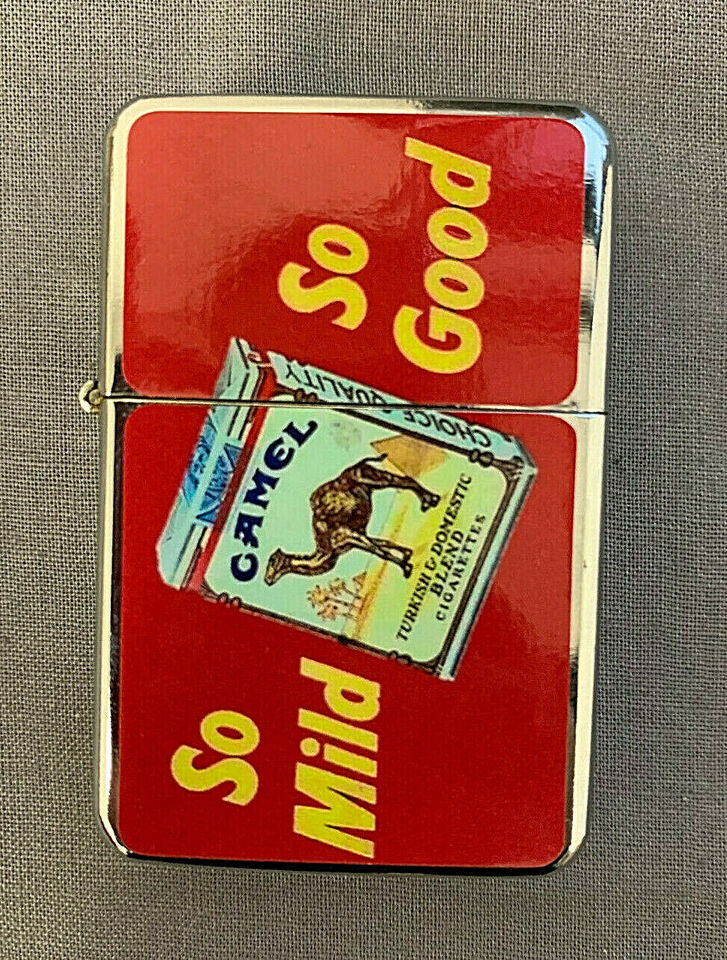 So
Mild
CAMEL
TURKISH & DOMESTIC
BLEND
CIGARETTES
CHOICE QUALITY
So
Good